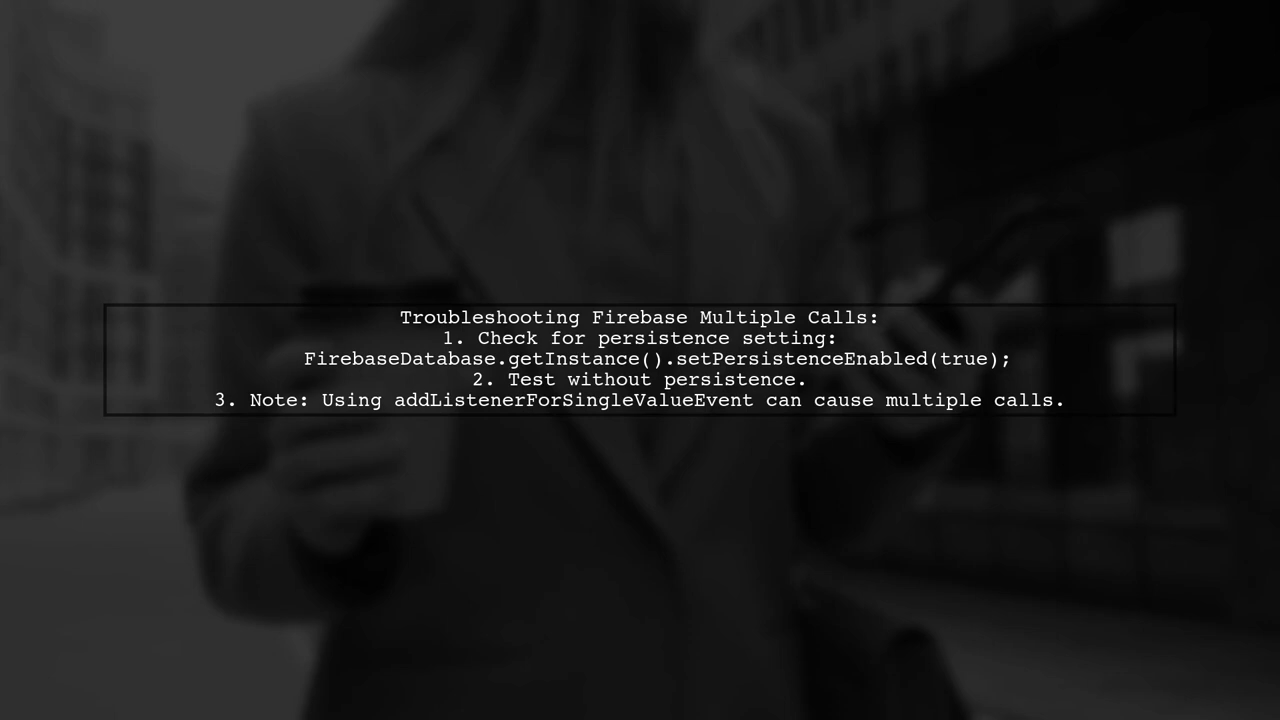 Troubleshooting Firebase Multiple Calls:
1. Check for persistence setting:
FirebaseDatabase.getInstance().setPersistenceEnabled(true);
2. Test without persistence.
3. Note: Using addListenerForSingleValueEvent can cause multiple calls.